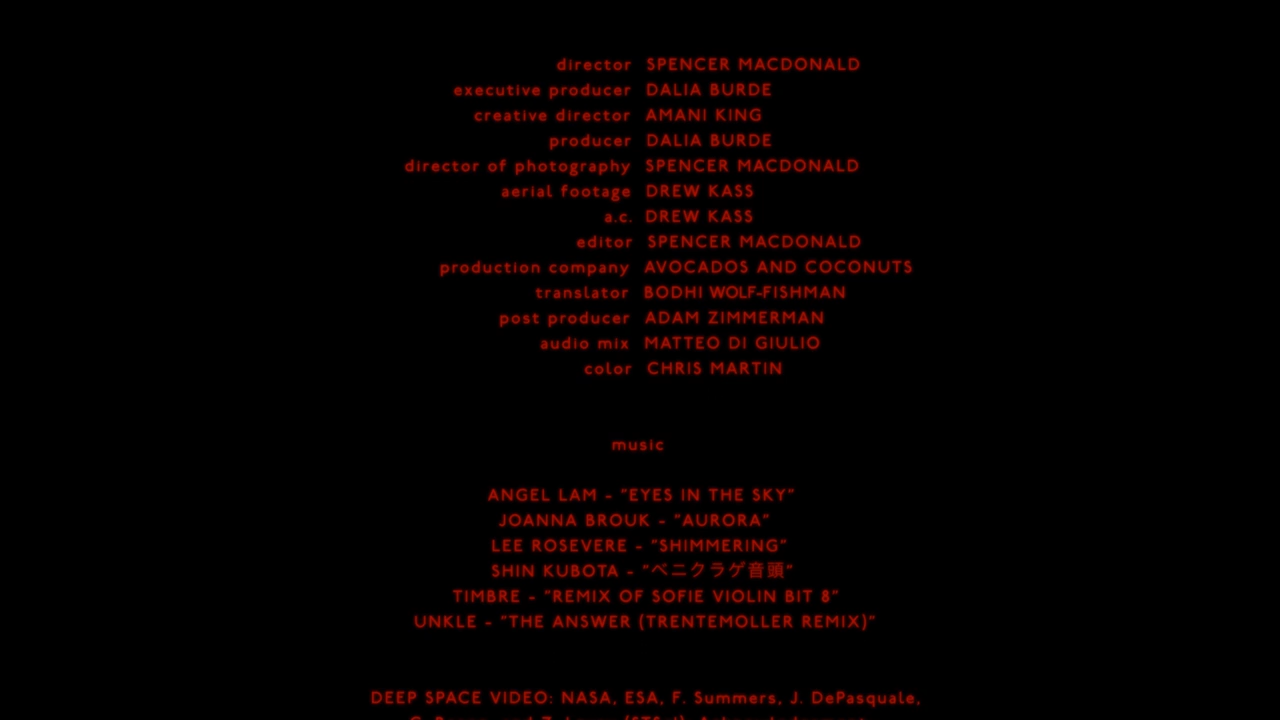 director SPENCER MACDONALD
executive producer DALIA BURDE
creative director AMANI KING
producer DALIA BURDE
director of photography SPENCER MACDONALD
aerial footage DREW KASS
a.c. DREW KASS
editor SPENCER MACDONALD
production company AVOCADOS AND COCONUTS
translator BODHI WOLF-FISHMAN
post producer ADAM ZIMMERMAN
audio mix MATTEO DI GIULIO
color CHRIS MARTIN
music
ANGEL LAM - "EYES IN THE SKY"
JOANNA BROUK - "AURORA"
LEE ROSEVERE - "SHIMMERING"
SHIN KUBOTA - "ベニクラゲ音頭"
TIMBRE - "REMIX OF SOFIE VIOLIN BIT 8"
UNKLE - "THE ANSWER (TRENTEMOLLER REMIX)"
DEEP SPACE VIDEO: NASA, ESA, F. Summers, J. DePasquale,